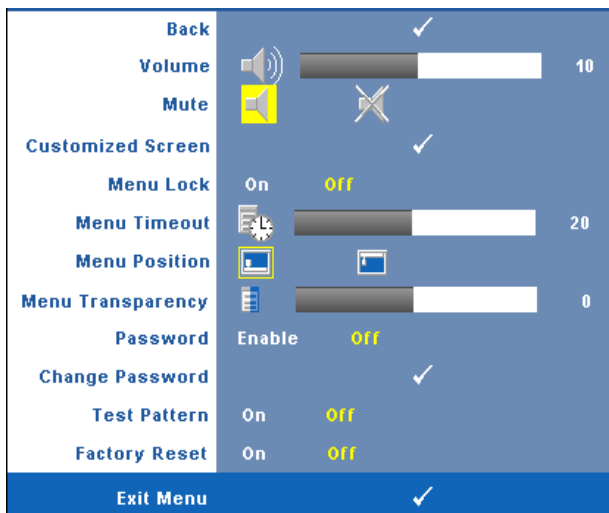 Back
Volume 10
Mute
Customized Screen
Menu Lock On Off
Menu Timeout 20
Menu Position
Menu Transparency 0
Password Enable Off
Change Password
Test Pattern On Off
Factory Reset On Off
Exit Menu